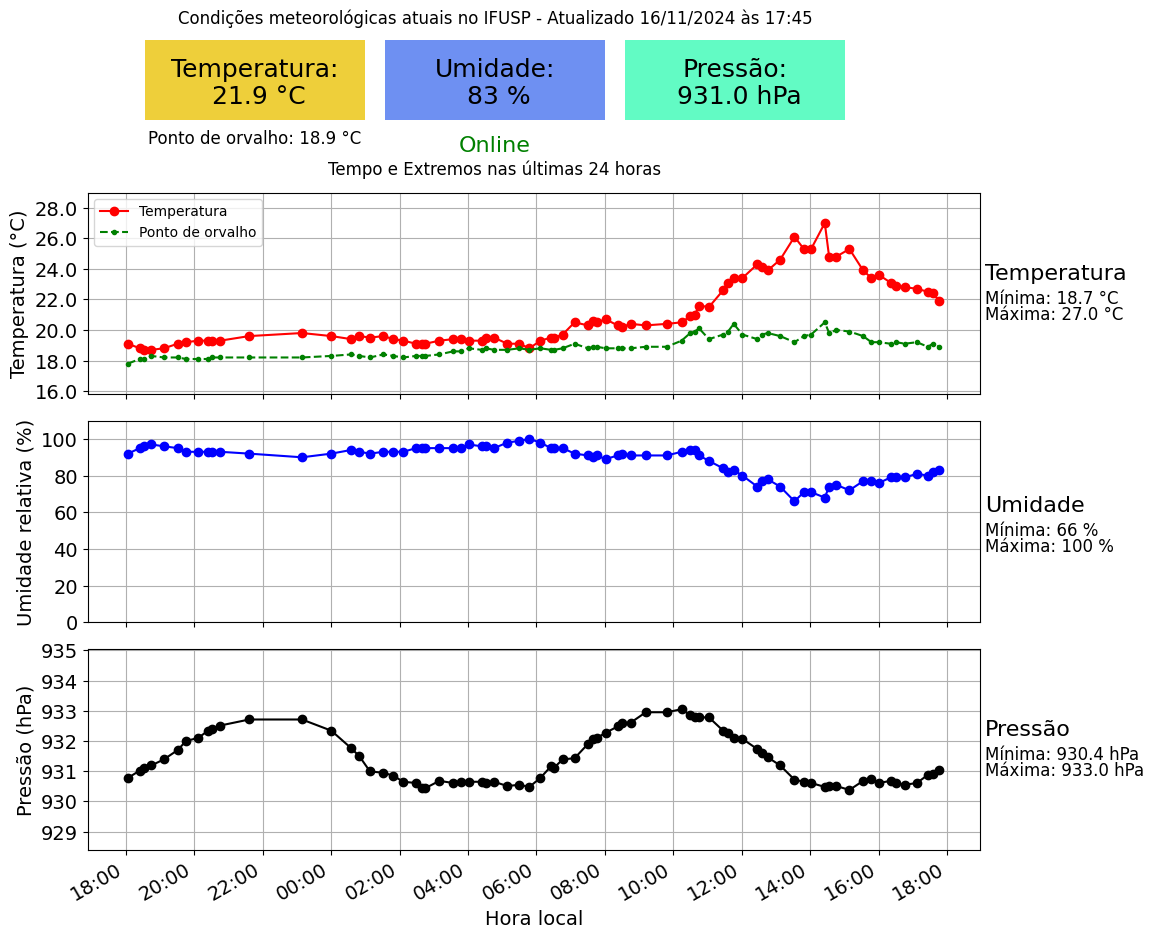 Condições meteorológicas atuais no IFUSP - Atualizado 16/11/2024 às 17:45
Temperatura:
21.9 °C
Umidade:
83 %
Pressão:
931.0 hPa
Ponto de orvalho: 18.9 °C
Online
Tempo e Extremos nas últimas 24 horas
Temperatura (°C)
28.0
26.0
24.0
22.0
20.0
18.0
16.0
Temperatura
Ponto de orvalho
Temperatura
Mínima: 18.7 °C
Máxima: 27.0 °C
Umidade relativa (%)
100
80
60
40
20
0
Umidade
Mínima: 66 %
Máxima: 100 %
Pressão (hPa)
935
934
933
932
931
930
929
Pressão
Mínima: 930.4 hPa
Máxima: 933.0 hPa
18:00 20:00 22:00 00:00 02:00 04:00 06:00 08:00 10:00 12:00 14:00 16:00 18:00
Hora local